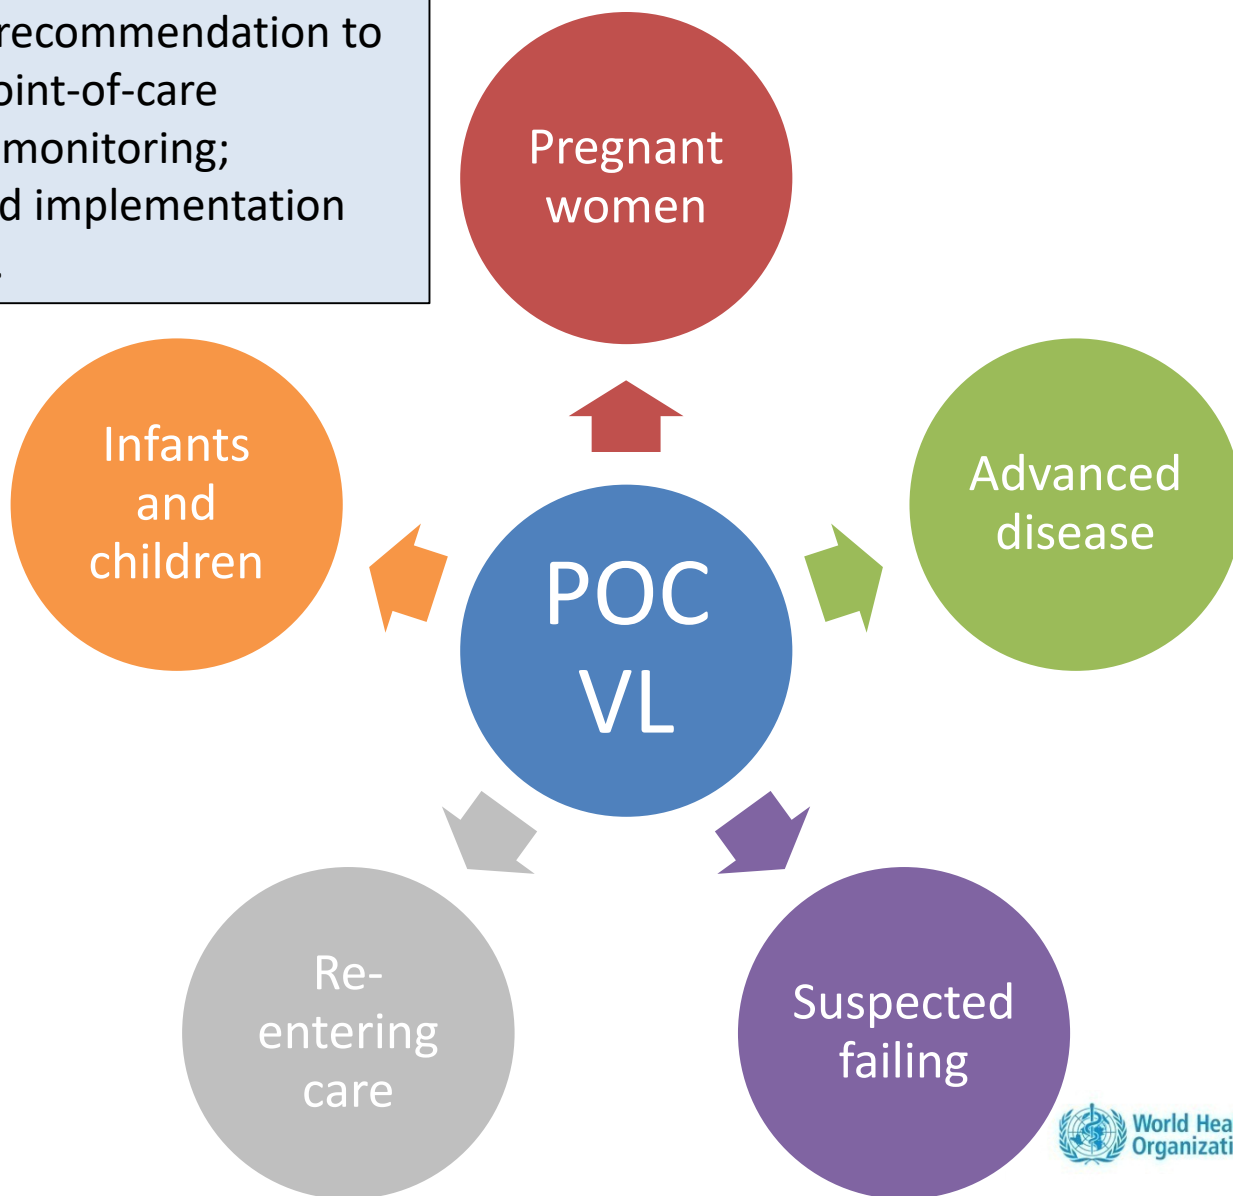 recommendation to
oint-of-care
monitoring;
d implementation
.
Pregnant
women
Infants
and
children
Advanced
disease
POC
VL
Re-
entering
care
Suspected
failing
World Hea
Organizati